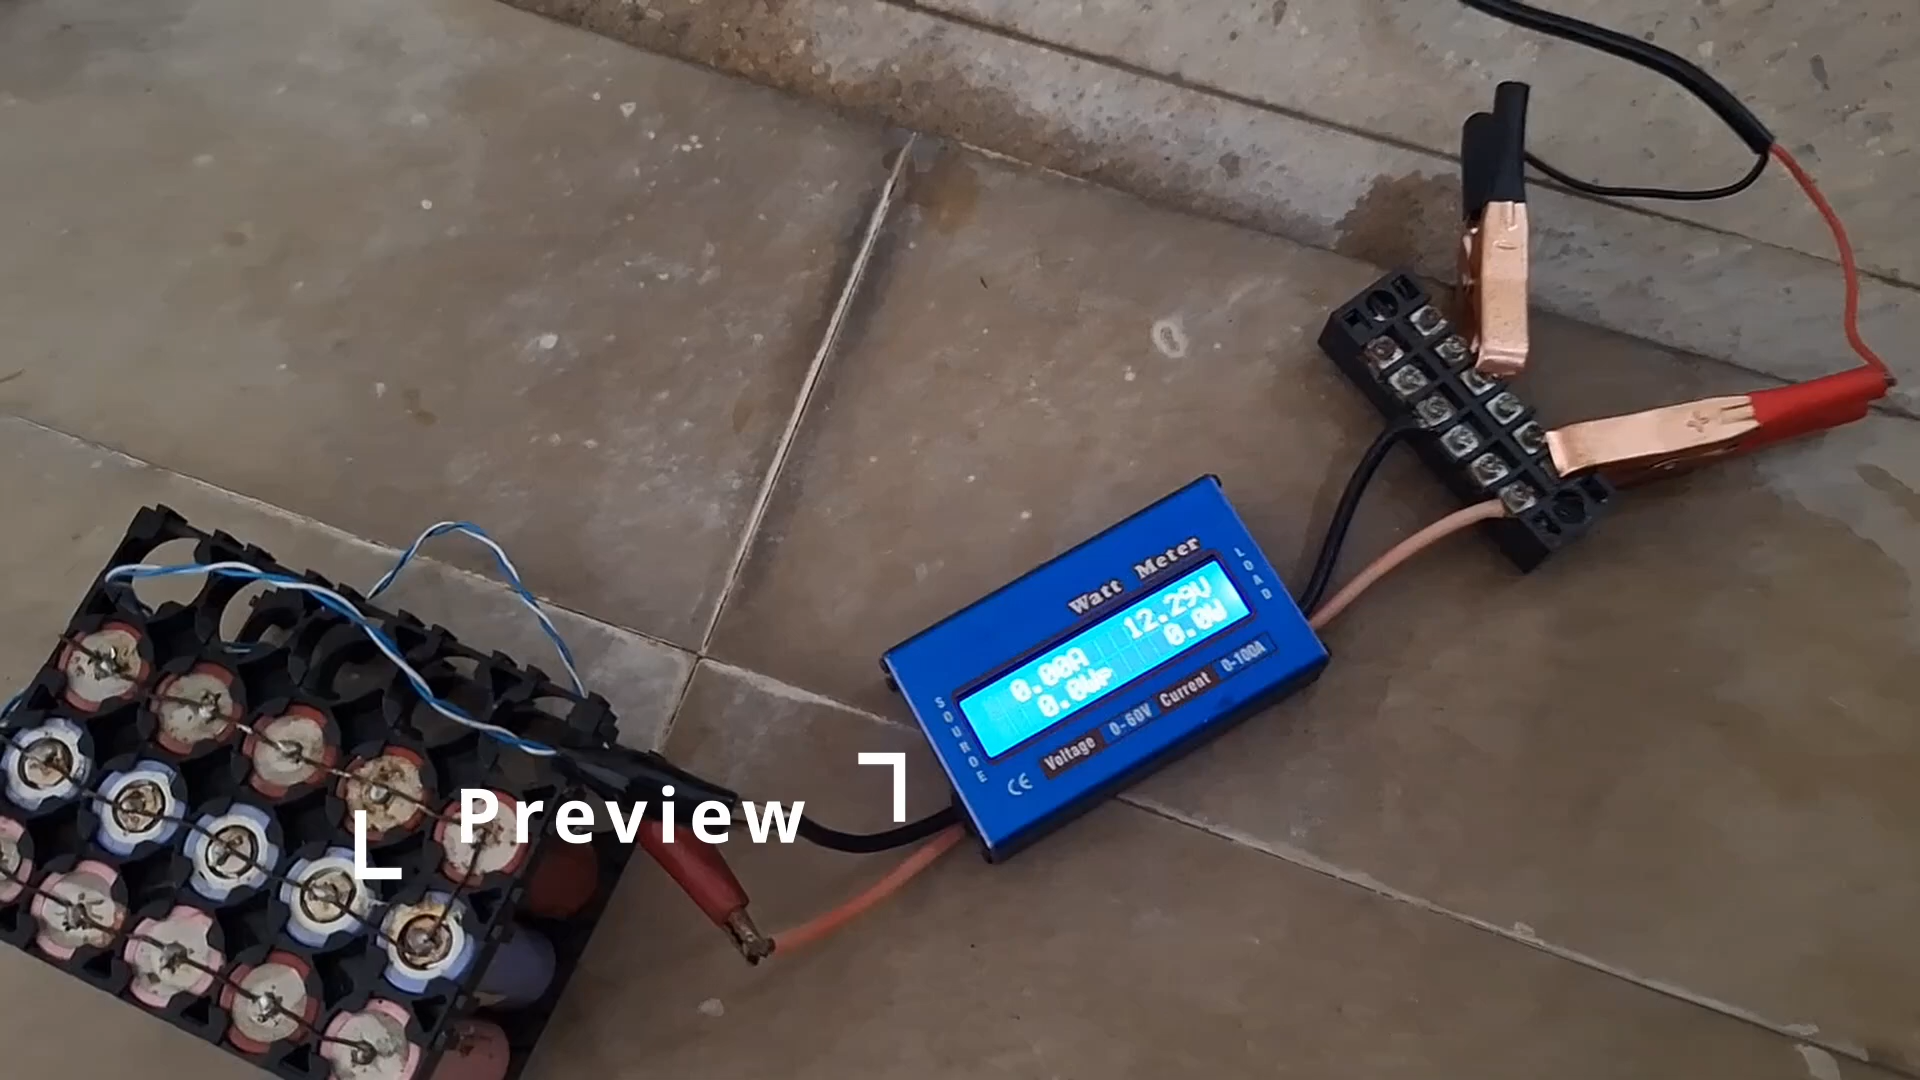 Watt Meter
LOAD
12.29V
0.00A
0.0W
0.0Wp
SOURCE
Voltage 0-60V Current 0-100A
CE
Preview